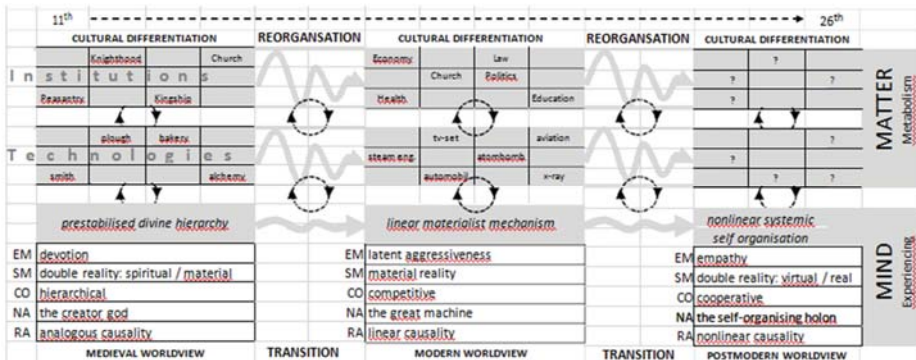 11th 26th
CULTURAL DIFFERENTIATION REORGANSATION CULTURAL DIFFERENTIATION REORGANSATION CULTURAL DIFFERENTIATION
Knighthood Church Economy Law ?
Institutions Church Politics ? ?
Peasantry Kingship Health Education ?
MATTER
Metabolism
plough bakery tv-set aviation ?
Technologies steam eng. atombomb ?
smith alchemy automobil x-ray ? ?
prestabilised divine hierarchy linear materialist mechanism nonlinear systemic
self organisation
EM devotion EM latent aggressiveness EM empathy
SM double reality: spiritual / material SM material reality SM double reality: virtual / real
CO hierarchical CO competitive CO cooperative
NA the creator god NA the great machine NA the self-organising holon
RA analogous causality RA linear causality RA nonlinear causality
MIND
Experiencing
MEDIEVAL WORLDVIEW TRANSITION MODERN WORLDVIEW TRANSITION POSTMODERN WORLDVIEW